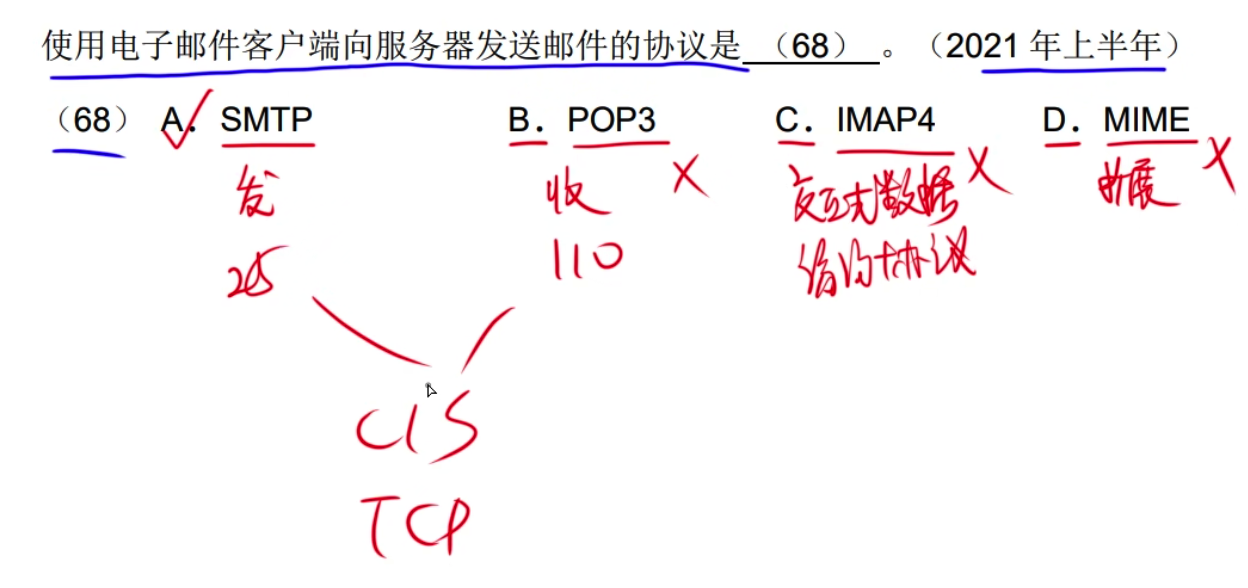 使用电子邮件客户端向服务器发送邮件的协议是 （68） 。（2021 年上半年）
（68） A．SMTP B．POP3 C．IMAP4 D．MIME
发 收 交互式数据 扩展
25 110 协议
C/S
TCP